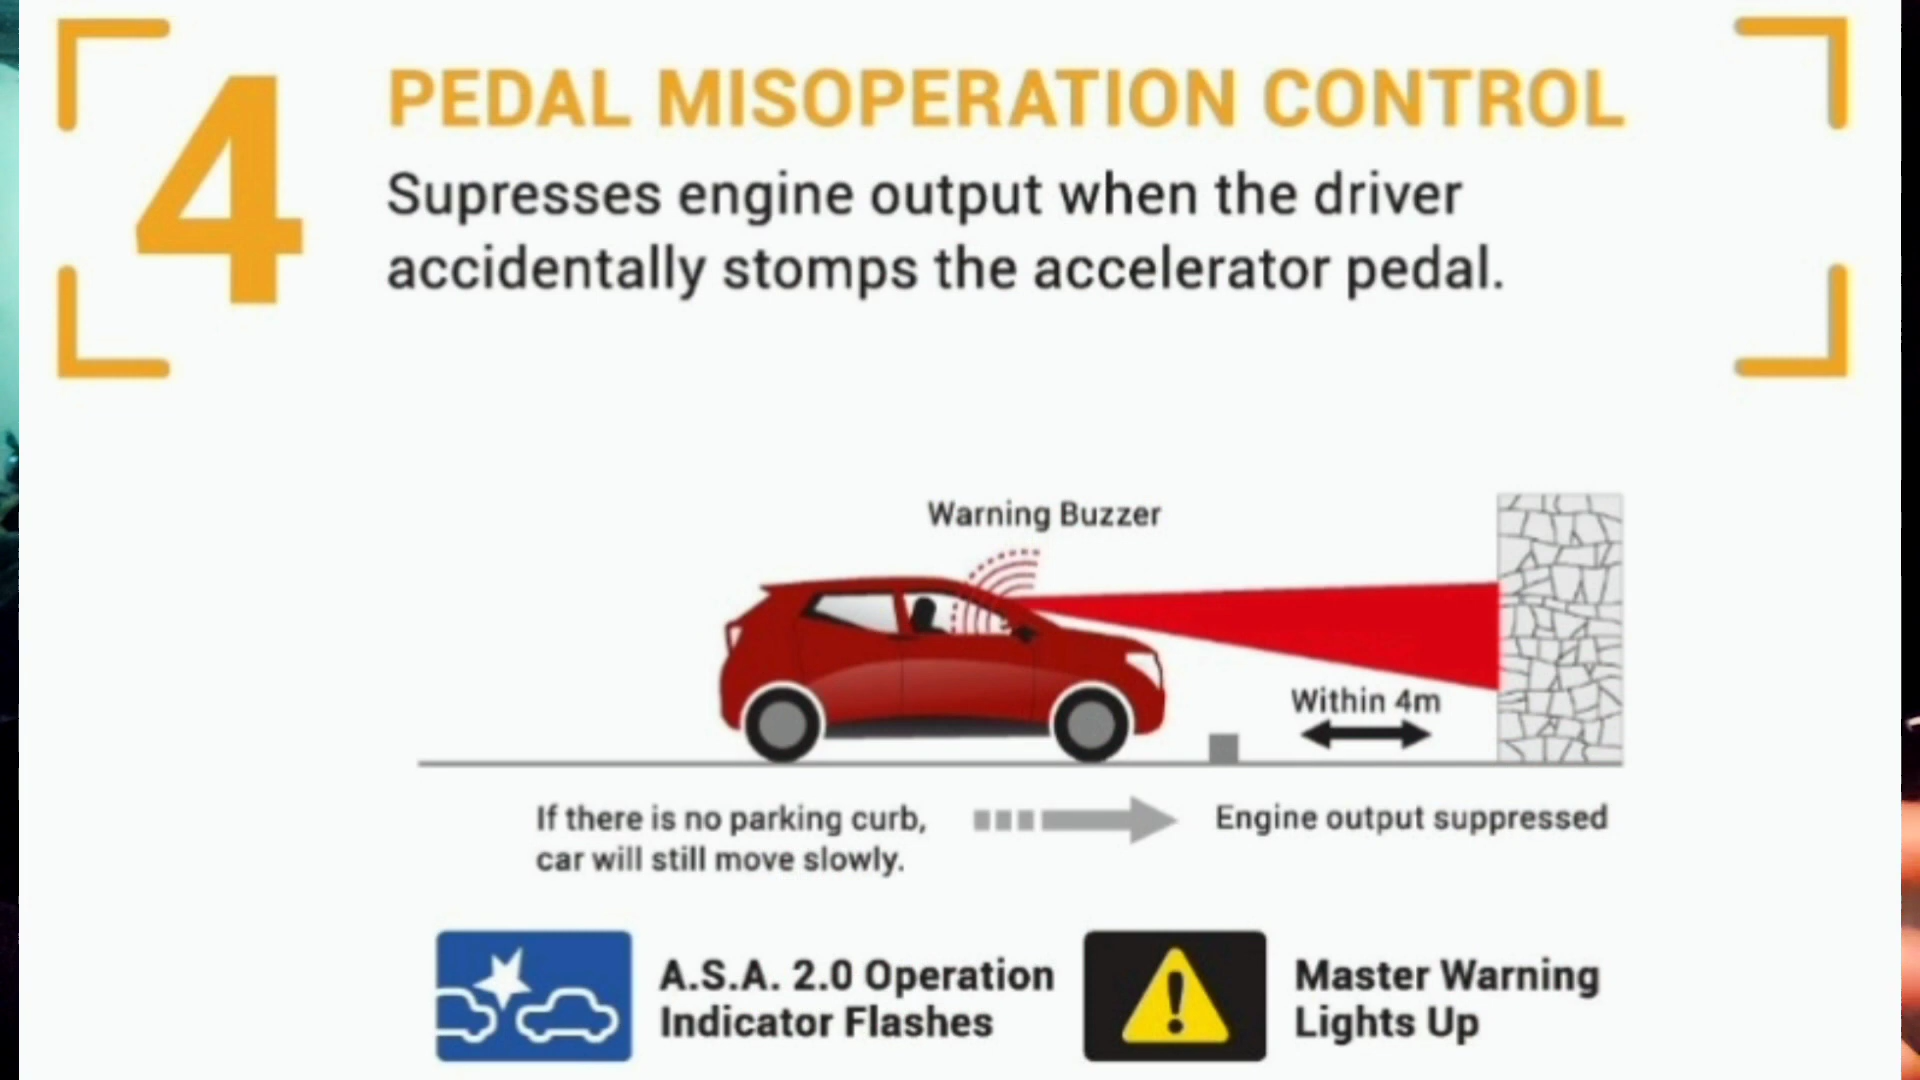 4
PEDAL MISOPERATION CONTROL
Supresses engine output when the driver
accidentally stomps the accelerator pedal.
Warning Buzzer
Within 4m
If there is no parking curb,
car will still move slowly.
Engine output suppressed
A.S.A. 2.0 Operation
Indicator Flashes
Master Warning
Lights Up